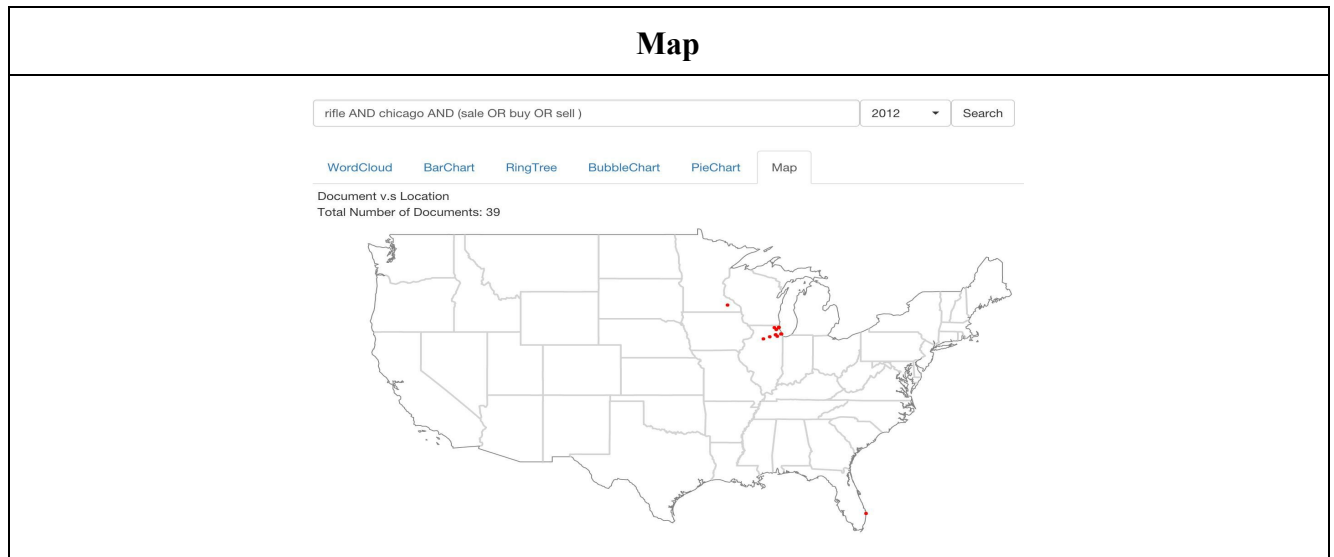 Map
rifle AND chicago AND (sale OR buy OR sell ) 2012 Search
WordCloud BarChart RingTree BubbleChart PieChart Map
Document v.s Location
Total Number of Documents: 39